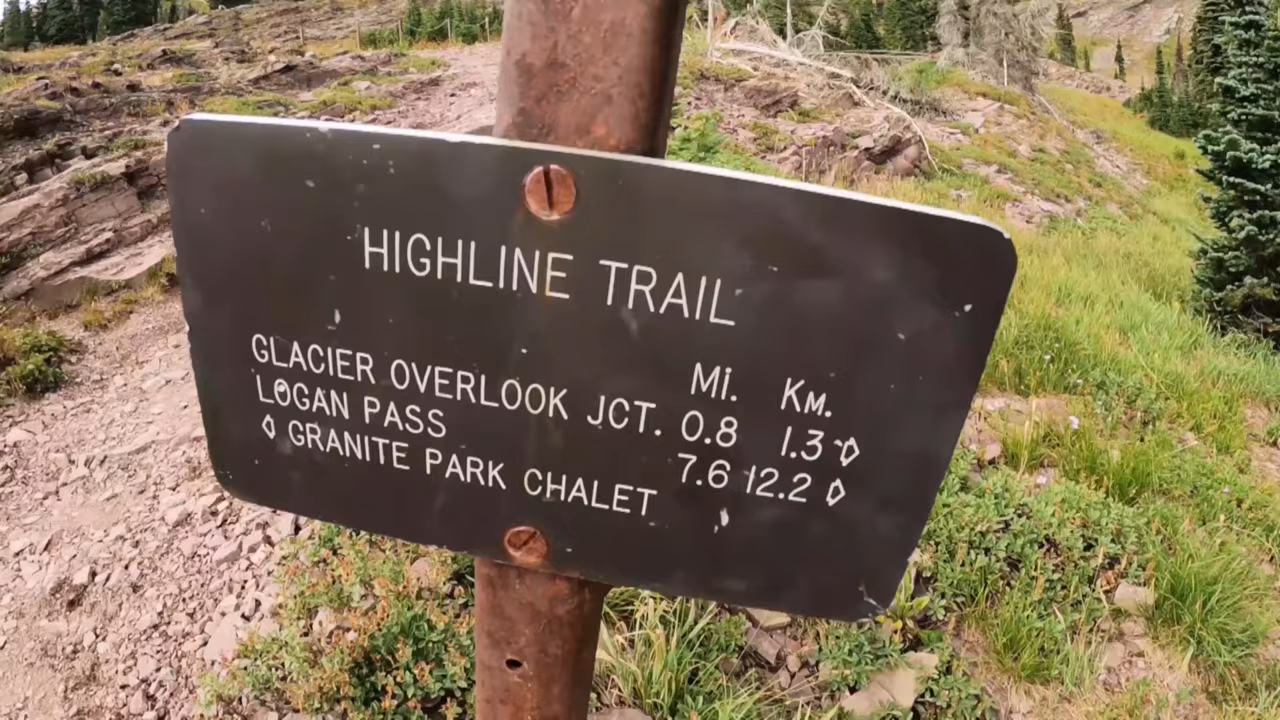 HIGHLINE TRAIL
Mi. Km.
GLACIER OVERLOOK JCT. 0.8 1.3 ◊
LOGAN PASS 7.6 12.2 ◊
◊ GRANITE PARK CHALET